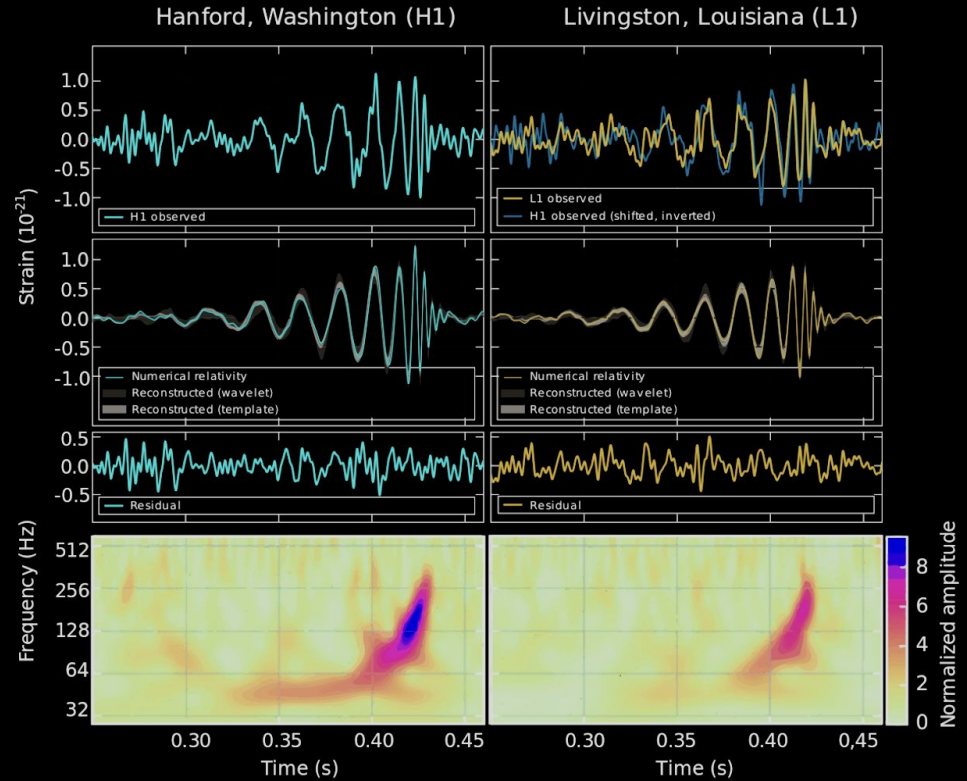 Hanford, Washington (H1)
Livingston, Louisiana (L1)
Strain (10⁻²¹)
1.0
0.5
0.0
-0.5
-1.0
H1 observed
L1 observed
H1 observed (shifted, inverted)
1.0
0.5
0.0
-0.5
-1.0
Numerical relativity
Reconstructed (wavelet)
Reconstructed (template)
Numerical relativity
Reconstructed (wavelet)
Reconstructed (template)
0.5
0.0
-0.5
Residual
Residual
Frequency (Hz)
512
256
128
64
32
Normalized amplitude
8
6
4
2
0
0.30 0.35 0.40 0.45
0.30 0.35 0.40 0,45
Time (s)
Time (s)